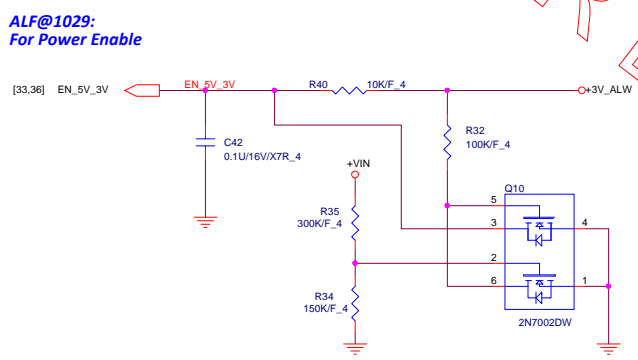 ALF@1029:
For Power Enable
[33,36] EN_5V_3V
EN_5V_3V
R40
10K/F_4
+3V_ALW
C42
0.1U/16V/X7R_4
R32
100K/F_4
+VIN
R35
300K/F_4
Q10
5
3
4
2
6
1
R34
150K/F_4
2N7002DW